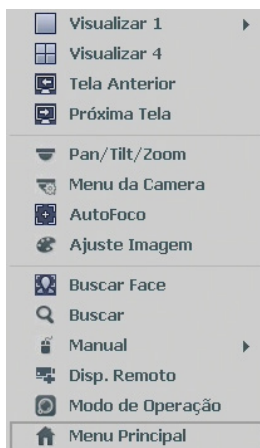 Visualizar 1
Visualizar 4
Tela Anterior
Próxima Tela
Pan/Tilt/Zoom
Menu da Camera
AutoFoco
Ajuste Imagem
Buscar Face
Buscar
Manual
Disp. Remoto
Modo de Operação
Menu Principal